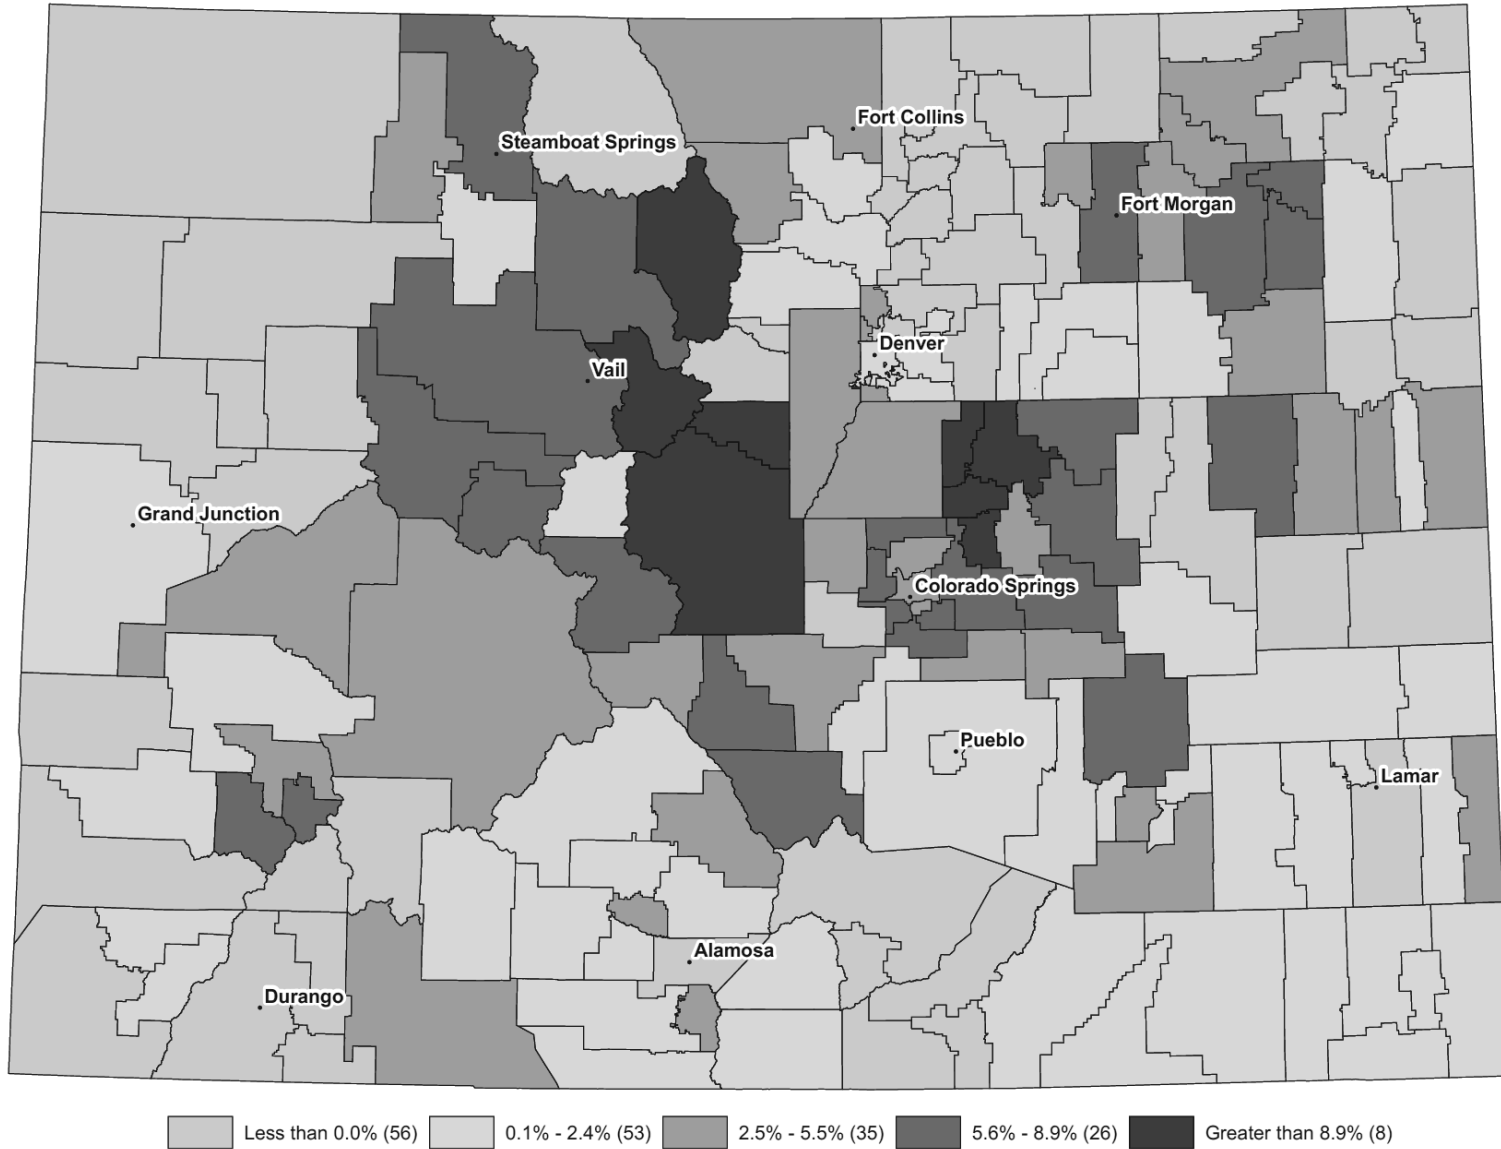 Fort Collins
Steamboat Springs
Fort Morgan
Denver
Vail
Grand Junction
Colorado Springs
Pueblo
Lamar
Alamosa
Durango
Less than 0.0% (56) 0.1% - 2.4% (53) 2.5% - 5.5% (35) 5.6% - 8.9% (26) Greater than 8.9% (8)